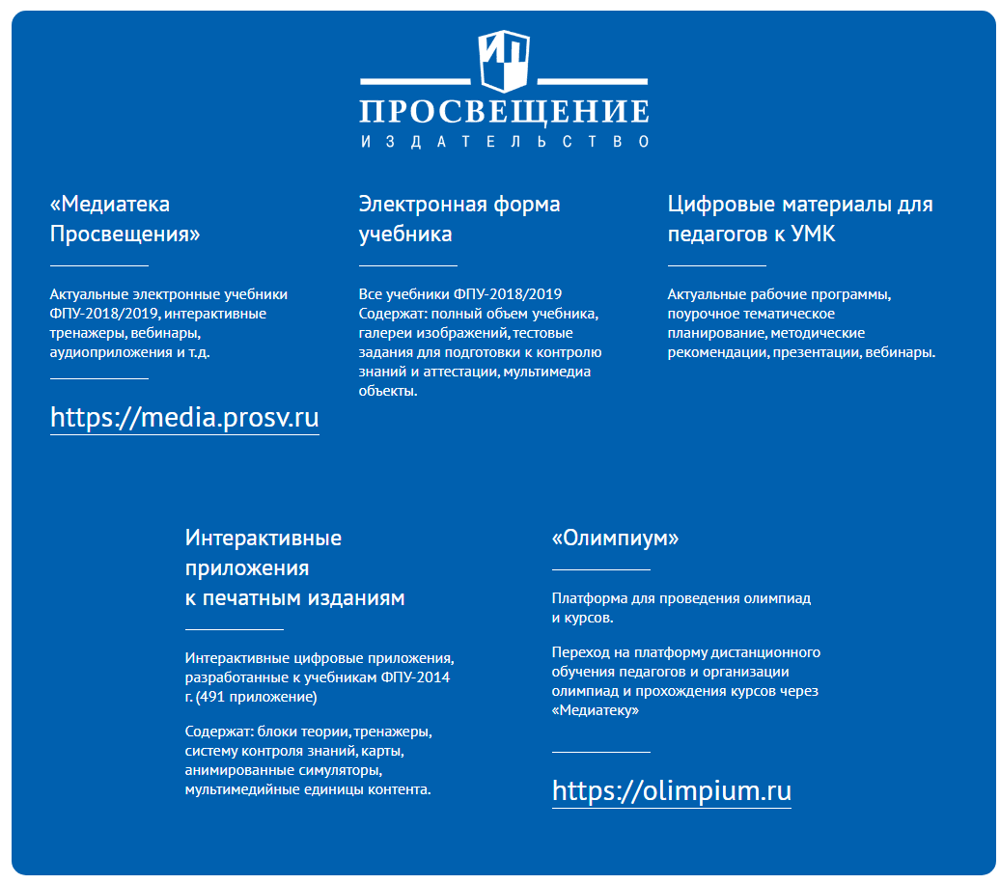 ИП
ПРОСВЕЩЕНИЕ
ИЗДАТЕЛЬСТВО
«Медиатека
Просвещения»
Актуальные электронные учебники
ФПУ-2018/2019, интерактивные
тренажеры, вебинары,
аудиоприложения и т.д.
https://media.prosv.ru
Электронная форма
учебника
Все учебники ФПУ-2018/2019
Содержат: полный объем учебника,
галереи изображений, тестовые
задания для подготовки к контролю
знаний и аттестации, мультимедиа
объекты.
Цифровые материалы для
педагогов к УМК
Актуальные рабочие программы,
поурочное тематическое
планирование, методические
рекомендации, презентации, вебинары.
Интерактивные
приложения
к печатным изданиям
Интерактивные цифровые приложения,
разработанные к учебникам ФПУ-2014
г. (491 приложение)
Содержат: блоки теории, тренажеры,
систему контроля знаний, карты,
анимированные симуляторы,
мультимедийные единицы контента.
«Олимпиум»
Платформа для проведения олимпиад
и курсов.
Переход на платформу дистанционного
обучения педагогов и организации
олимпиад и прохождения курсов через
«Медиатеку»
https://olimpium.ru